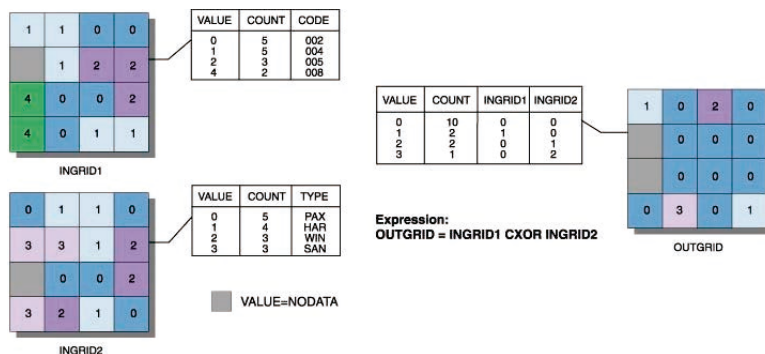 1 1 0 0
1 2 2
4 0 0 2
4 0 1 1
INGRID1
VALUE COUNT CODE
0 5 002
1 5 004
2 3 005
4 2 008
0 1 1 0
3 3 1 2
0 0 2
3 2 1 0
INGRID2
VALUE COUNT TYPE
0 5 PAX
1 4 HAR
2 3 WIN
3 3 SAN
VALUE=NODATA
VALUE COUNT INGRID1 INGRID2
0 10 0 0
1 2 1 0
2 2 0 1
3 1 0 2
Expression:
OUTGRID = INGRID1 CXOR INGRID2
1 0 2 0
0 0 0
0 0 0
0 3 0 1
OUTGRID